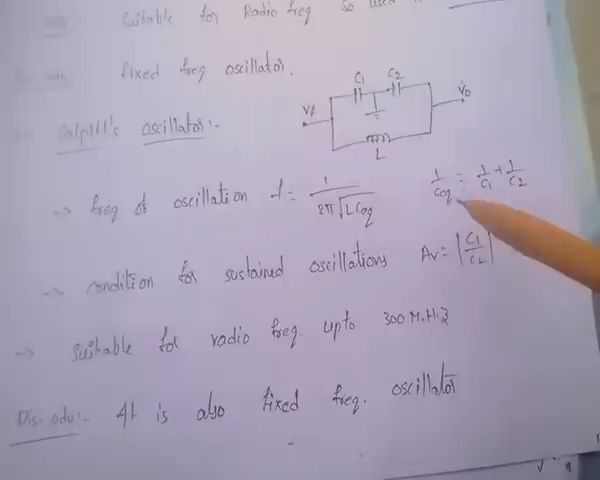 suitable for Radio freq so used
fixed freq oscillator.
Colpitt's oscillator:-
C1 C2
Vf Vo
L
-> freq of oscillation f = 1/2π√LCeq 1/Ceq = 1/C1 + 1/C2
-> condition for sustained oscillations Av = |C1/C2|
-> suitable for radio freq. upto 300 M.H.Z
Dis.adv:- It is also fixed freq. oscillator